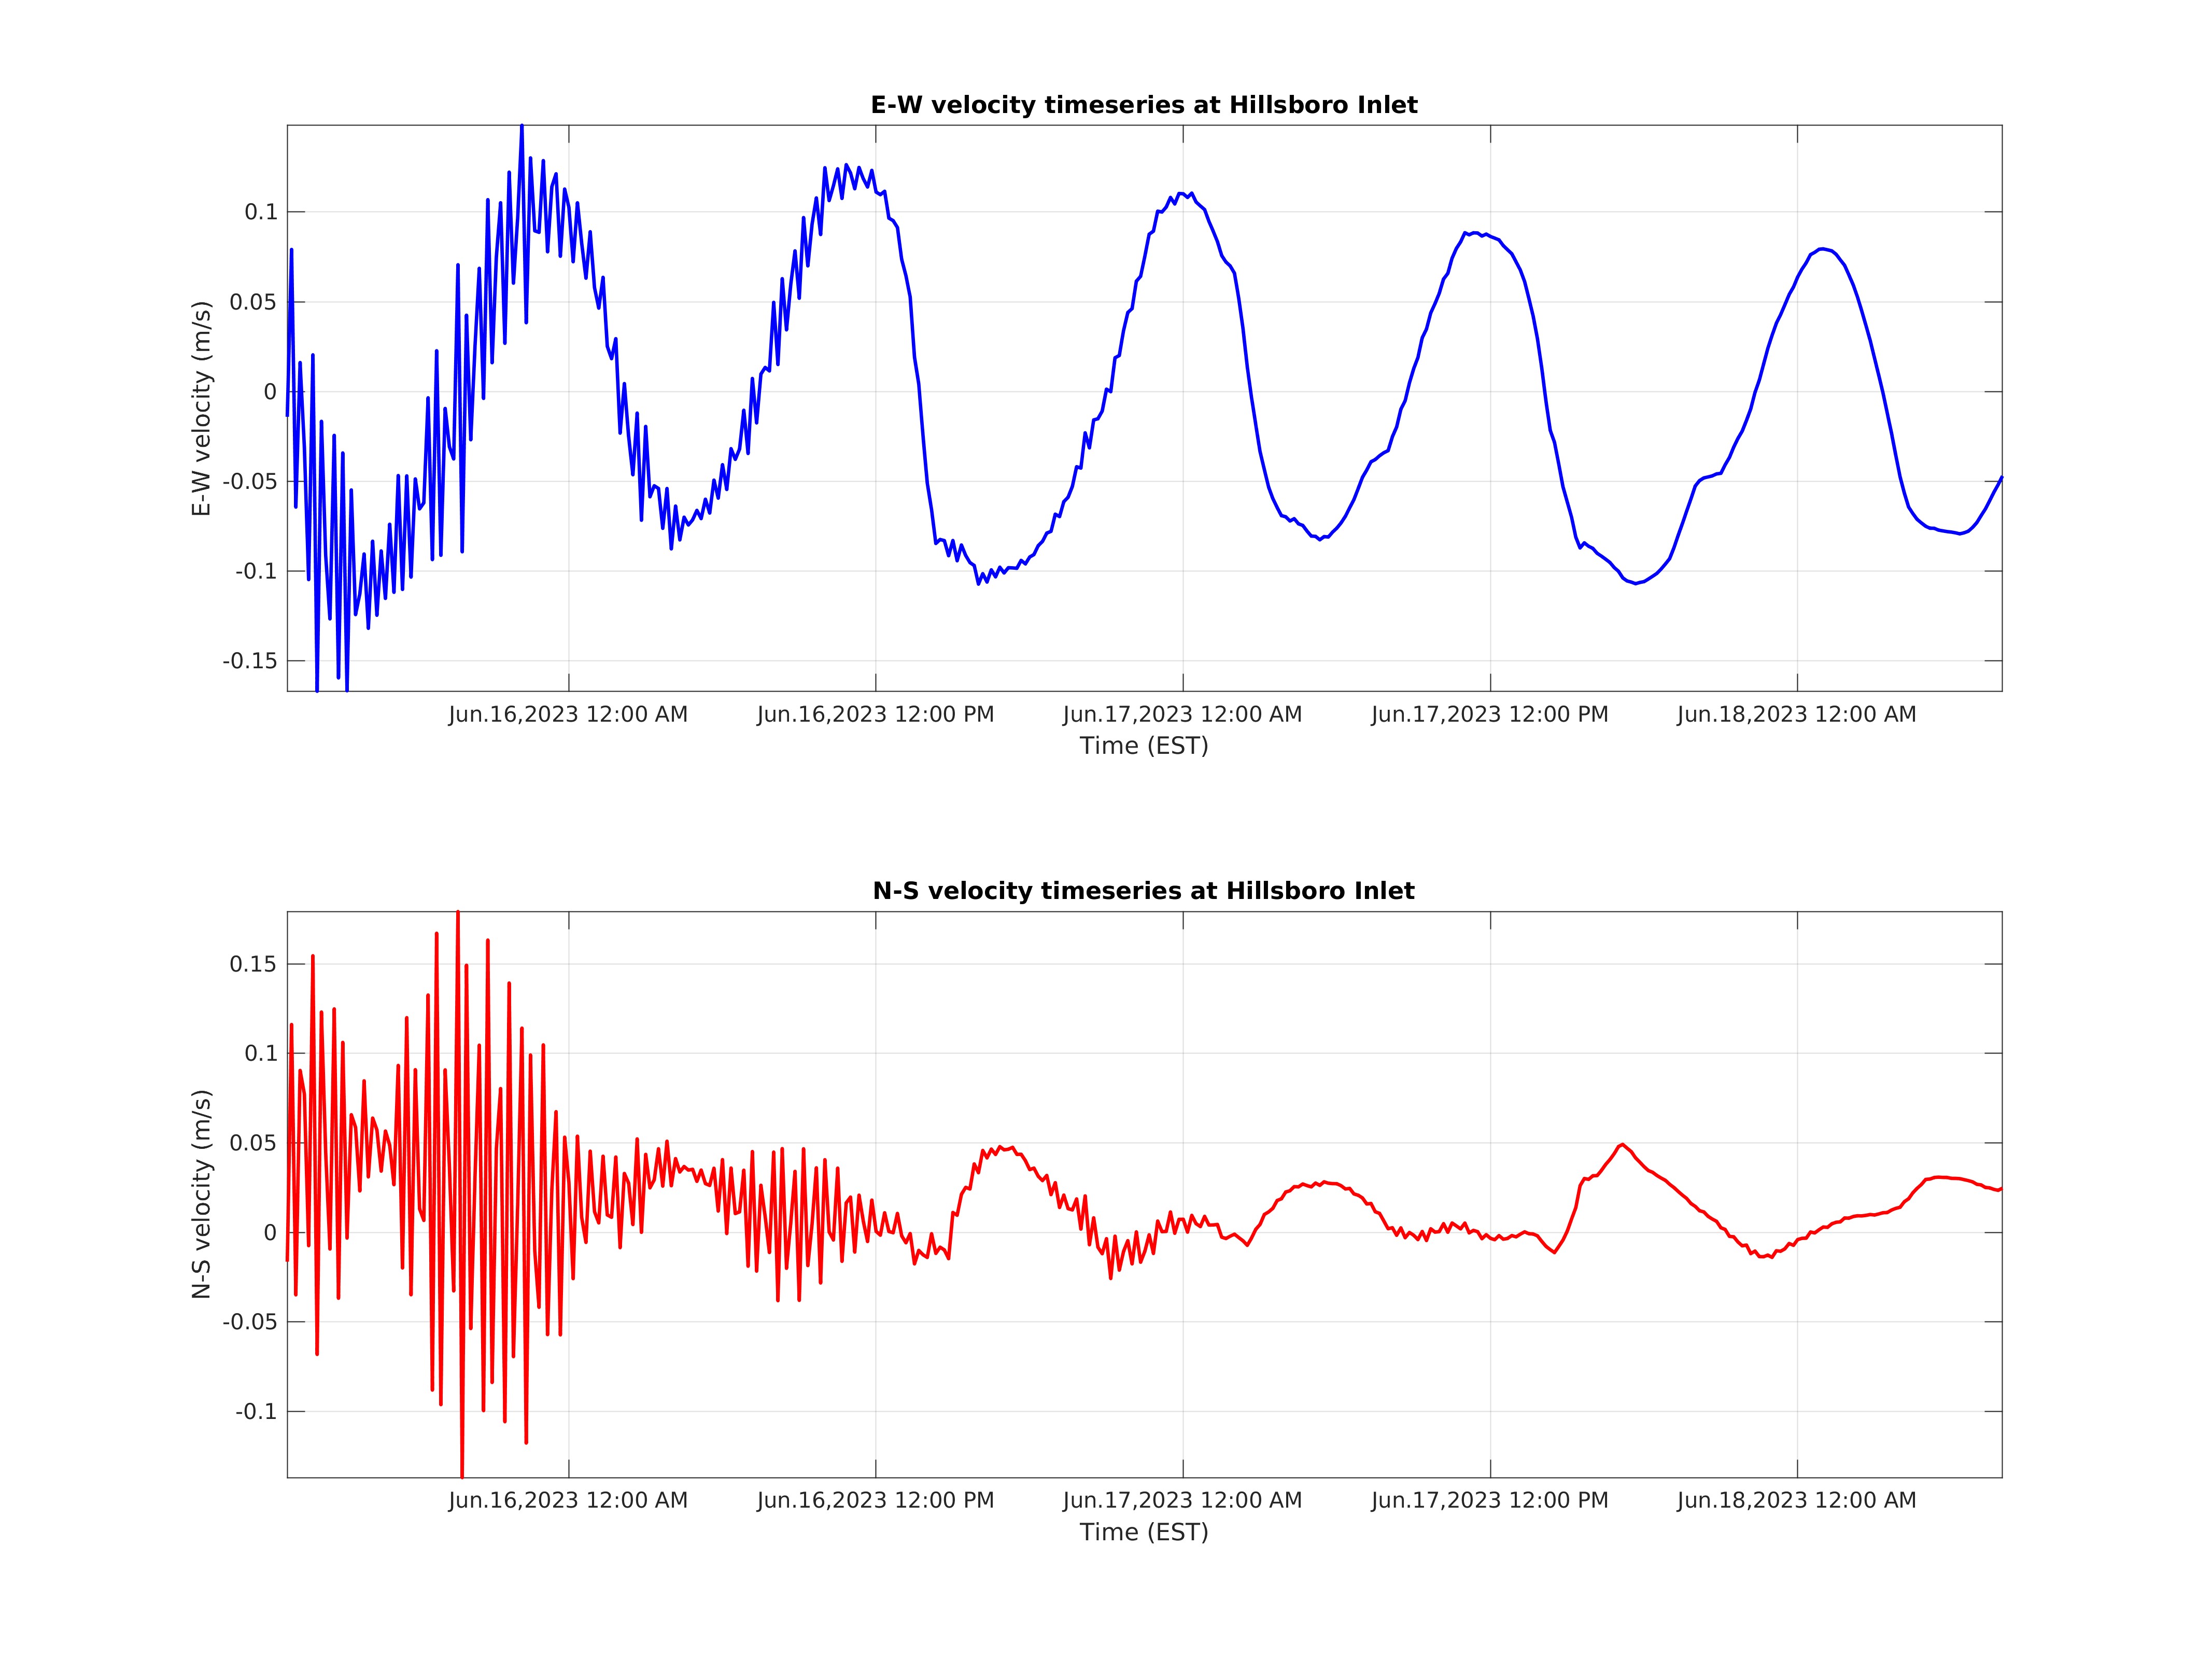 E-W velocity timeseries at Hillsboro Inlet
E-W velocity (m/s)
0.1
0.05
0
-0.05
-0.1
-0.15
Jun.16,2023 12:00 AM Jun.16,2023 12:00 PM Jun.17,2023 12:00 AM Jun.17,2023 12:00 PM Jun.18,2023 12:00 AM
Time (EST)
N-S velocity timeseries at Hillsboro Inlet
N-S velocity (m/s)
0.15
0.1
0.05
0
-0.05
-0.1
Jun.16,2023 12:00 AM Jun.16,2023 12:00 PM Jun.17,2023 12:00 AM Jun.17,2023 12:00 PM Jun.18,2023 12:00 AM
Time (EST)